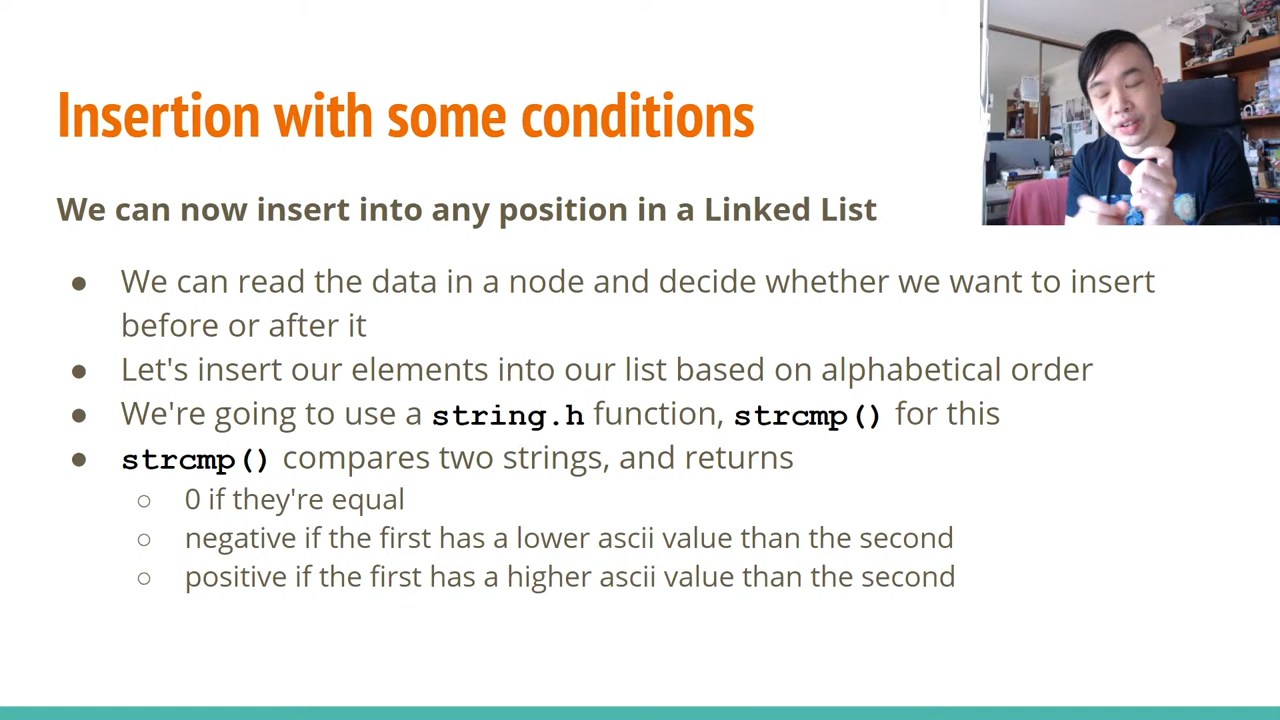 Insertion with some conditions
We can now insert into any position in a Linked List
● We can read the data in a node and decide whether we want to insert
before or after it
● Let's insert our elements into our list based on alphabetical order
● We're going to use a string.h function, strcmp() for this
● strcmp() compares two strings, and returns
○ 0 if they're equal
○ negative if the first has a lower ascii value than the second
○ positive if the first has a higher ascii value than the second